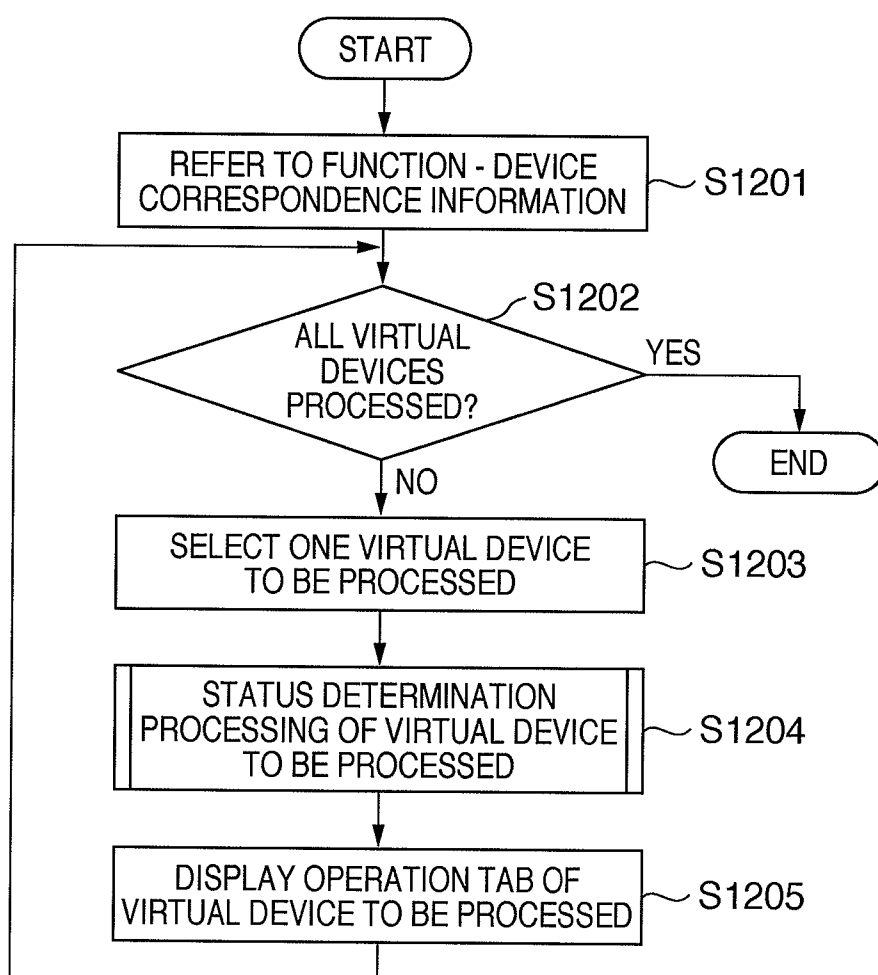 START
REFER TO FUNCTION - DEVICE
CORRESPONDENCE INFORMATION
S1201
S1202
ALL VIRTUAL
DEVICES
PROCESSED?
YES
END
NO
SELECT ONE VIRTUAL DEVICE
TO BE PROCESSED
S1203
STATUS DETERMINATION
PROCESSING OF VIRTUAL DEVICE
TO BE PROCESSED
S1204
DISPLAY OPERATION TAB OF
VIRTUAL DEVICE TO BE PROCESSED
S1205